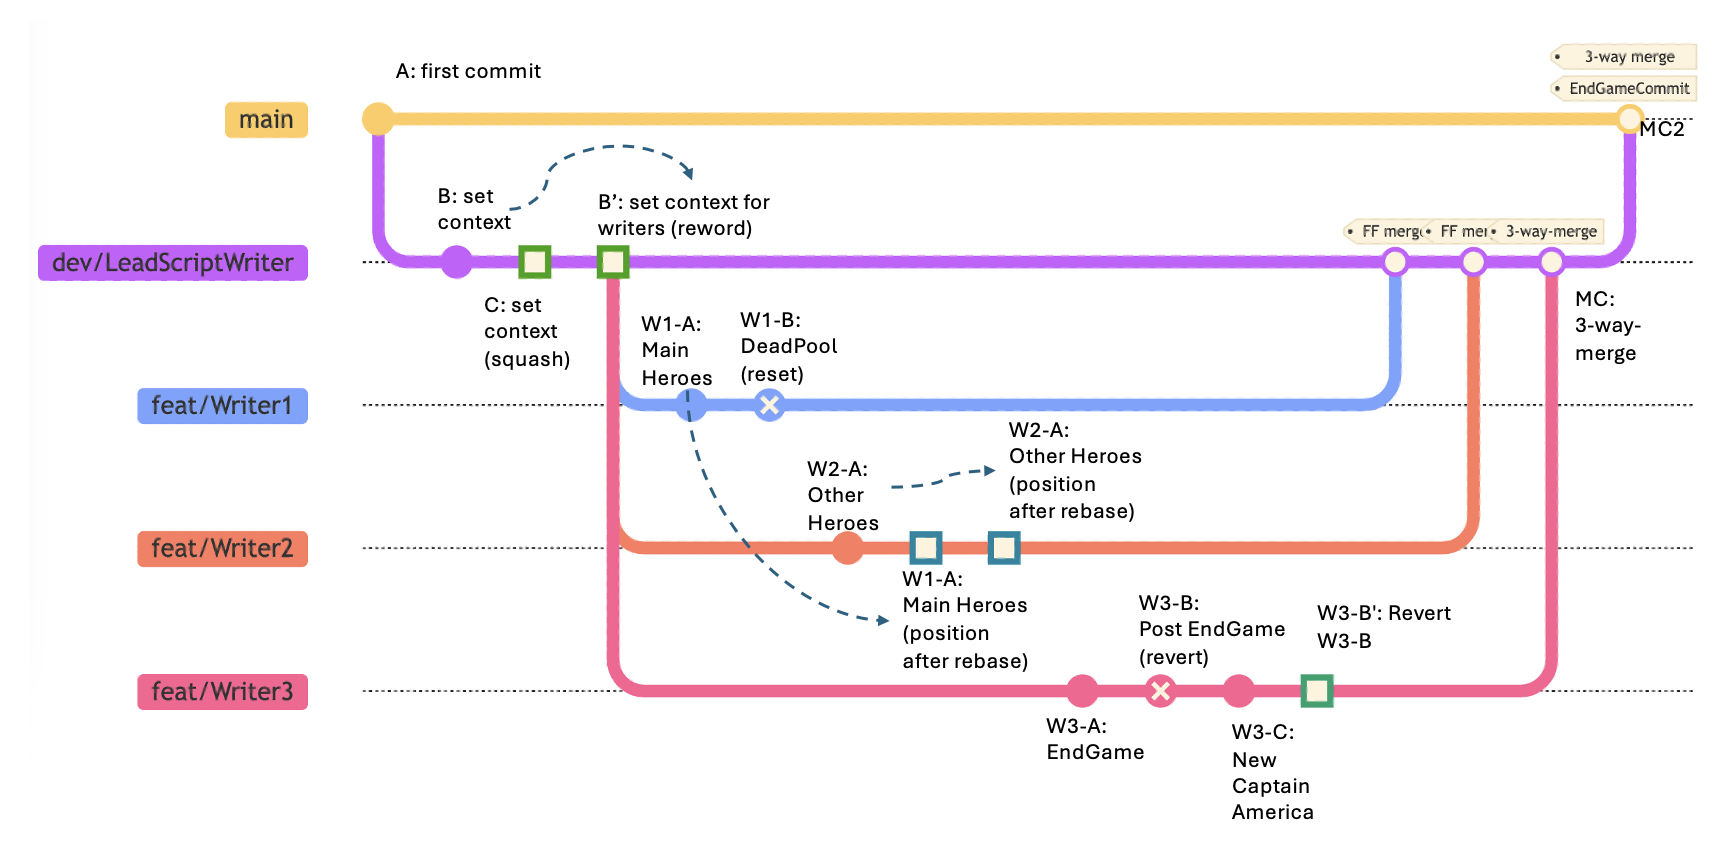 A: first commit
3-way merge
EndGameCommit
main
MC2
B: set
context
B’: set context for
writers (reword)
FF merge
FF mer
3-way-merge
dev/LeadScriptWriter
C: set
context
(squash)
W1-A:
Main
Heroes
W1-B:
DeadPool
(reset)
MC:
3-way-
merge
feat/Writer1
W2-A:
Other
Heroes
W2-A:
Other Heroes
(position
after rebase)
feat/Writer2
W1-A:
Main Heroes
(position
after rebase)
W3-B:
Post EndGame
(revert)
W3-B': Revert
W3-B
feat/Writer3
W3-A:
EndGame
W3-C:
New
Captain
America